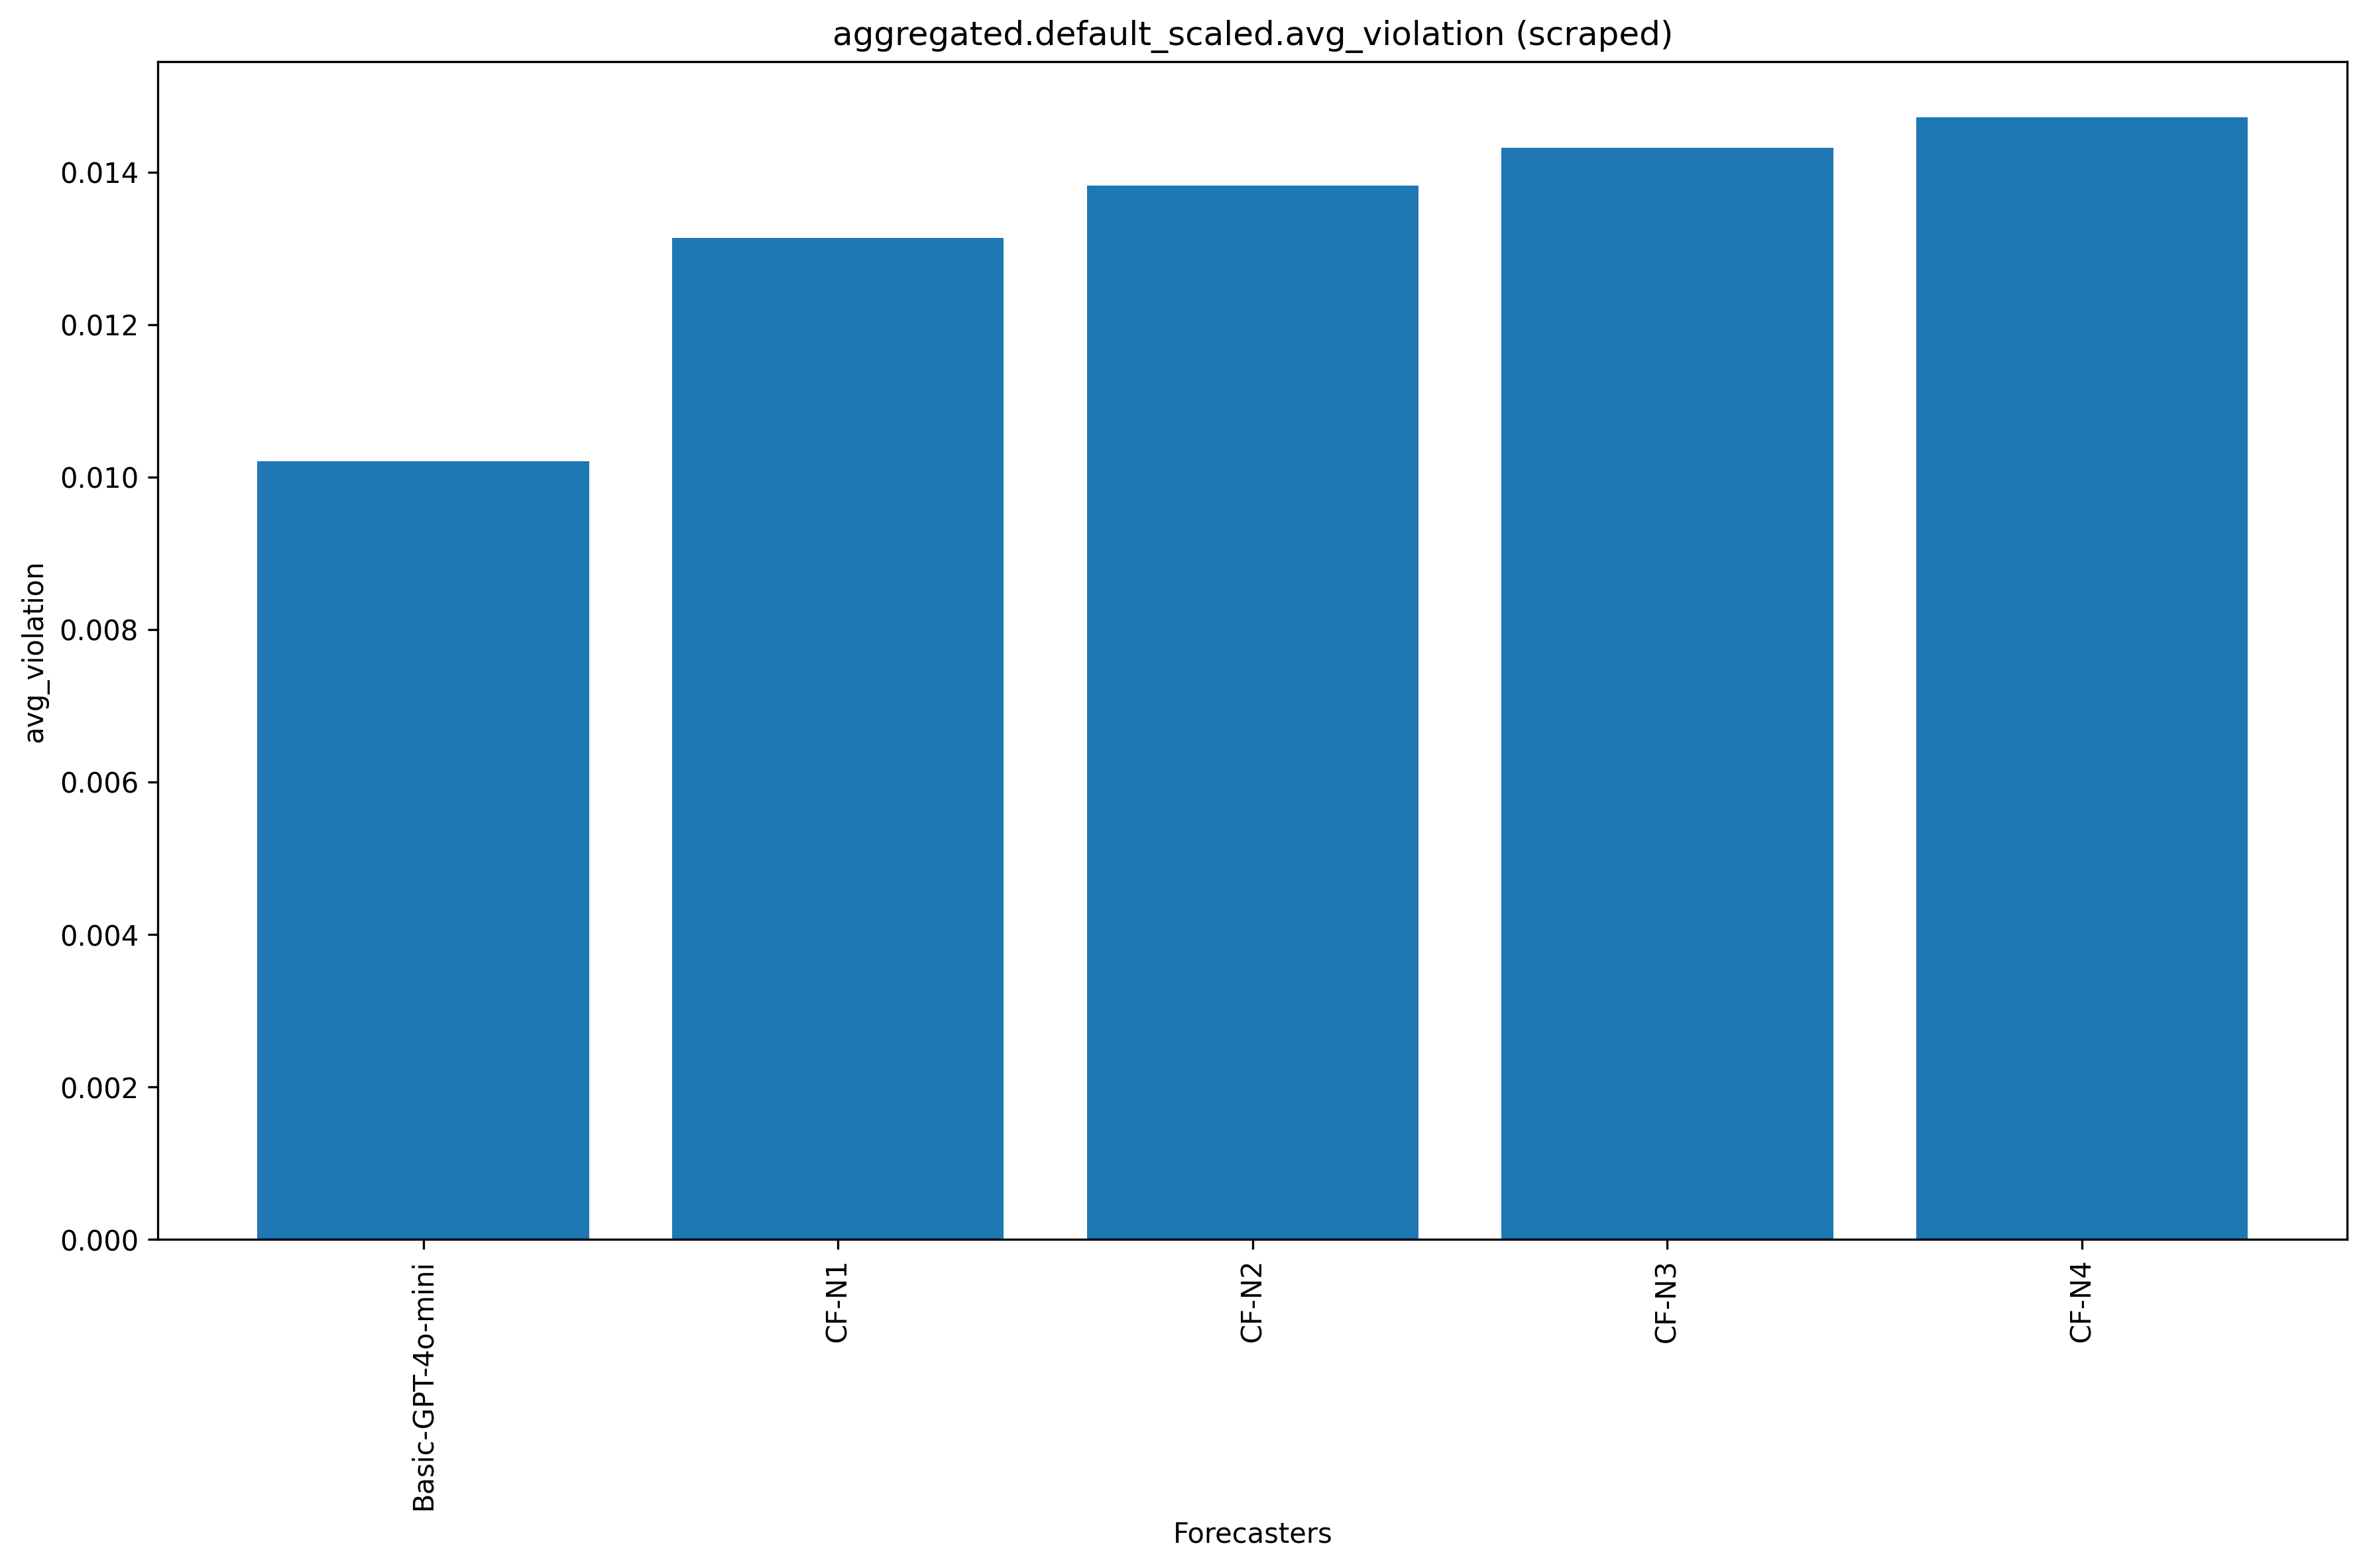 aggregated.default_scaled.avg_violation (scraped)
avg_violation
0.014
0.012
0.010
0.008
0.006
0.004
0.002
0.000
Basic-GPT-4o-mini
CF-N1
CF-N2
CF-N3
CF-N4
Forecasters